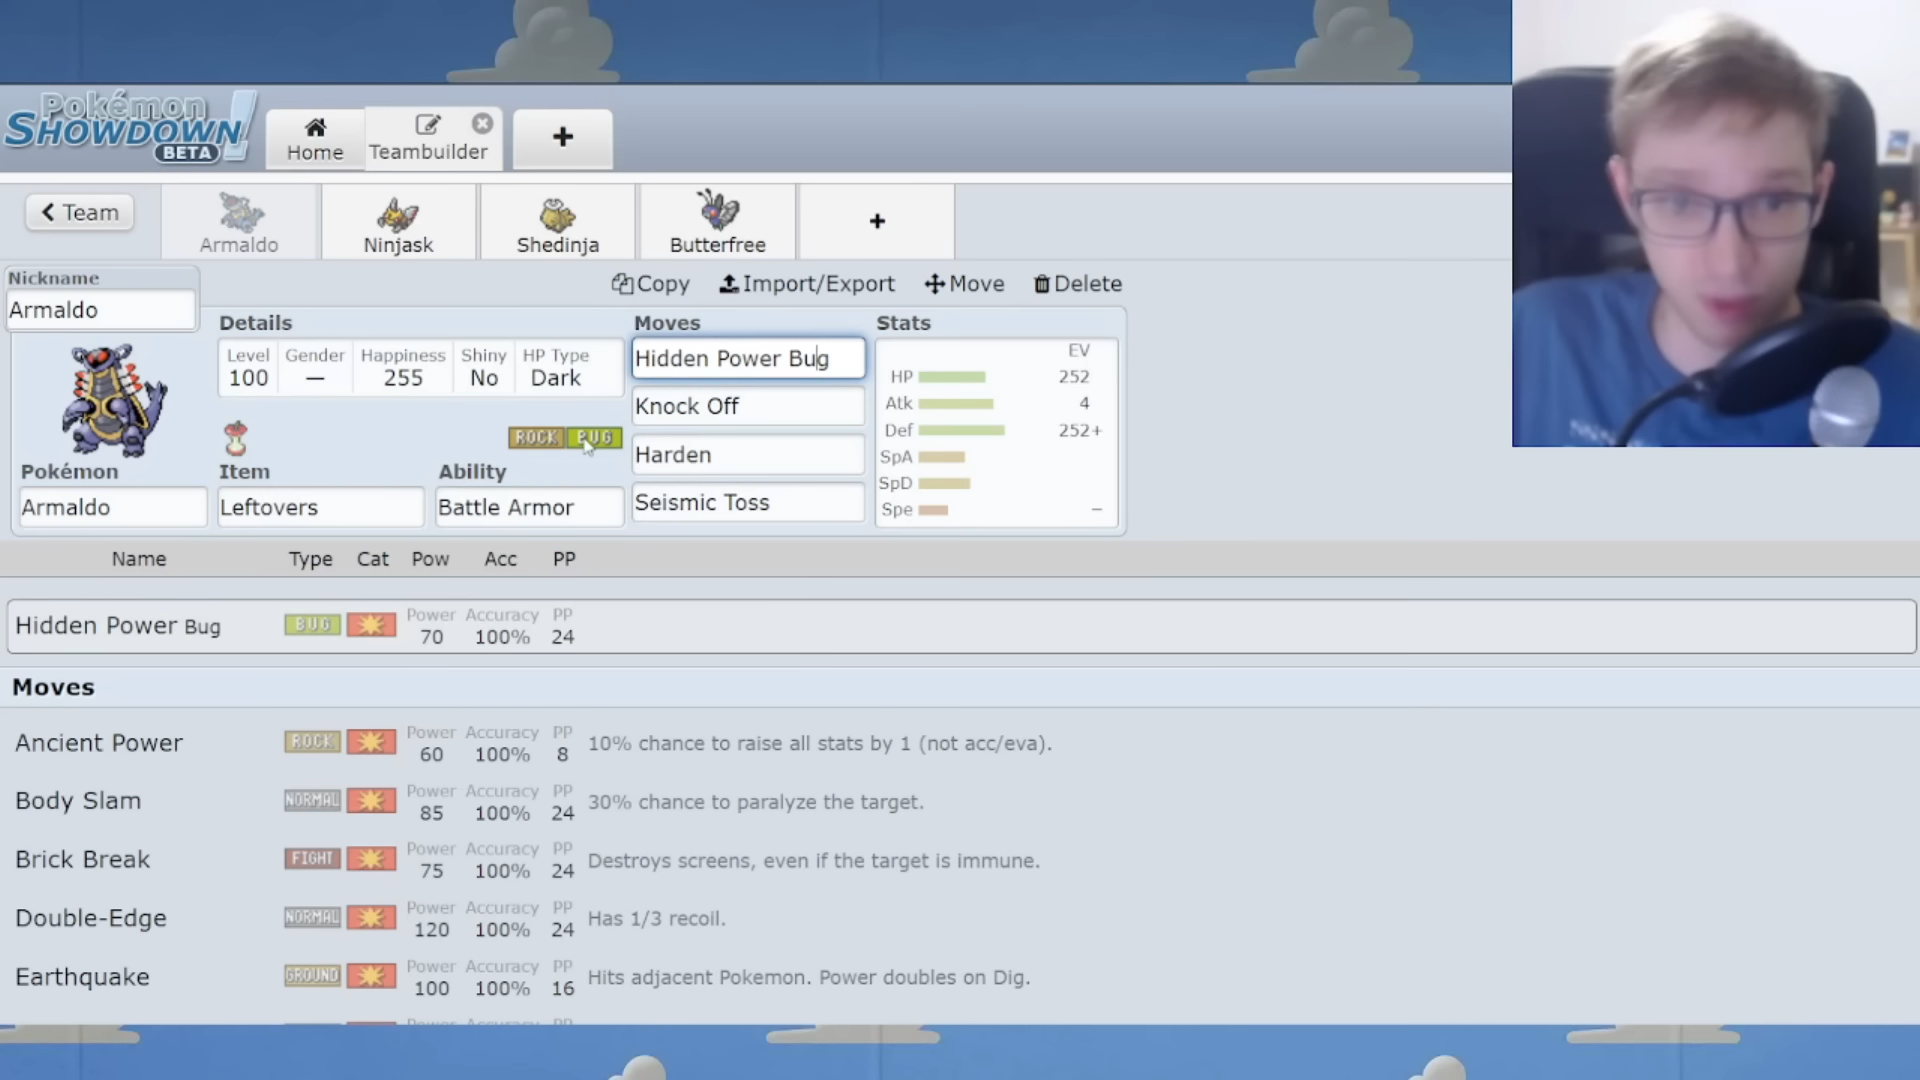 Pokémon
SHOWDOWN!
BETA
Home
Teambuilder
+
Team
Armaldo
Ninjask
Shedinja
Butterfree
+
Nickname
Armaldo
Copy
Import/Export
Move
Delete
Details
Moves
Stats
Level
Gender
Happiness
Shiny
HP Type
100
—
255
No
Dark
ROCK BUG
Pokémon
Item
Ability
Armaldo
Leftovers
Battle Armor
Hidden Power Bug
Knock Off
Harden
Seismic Toss
EV
HP 252
Atk 4
Def 252+
SpA
SpD
Spe −
Name Type Cat Pow Acc PP
Hidden Power Bug BUG Power 70 Accuracy 100% PP 24
Moves
Ancient Power ROCK Power 60 Accuracy 100% PP 8 10% chance to raise all stats by 1 (not acc/eva).
Body Slam NORMAL Power 85 Accuracy 100% PP 24 30% chance to paralyze the target.
Brick Break FIGHT Power 75 Accuracy 100% PP 24 Destroys screens, even if the target is immune.
Double-Edge NORMAL Power 120 Accuracy 100% PP 24 Has 1/3 recoil.
Earthquake GROUND Power 100 Accuracy 100% PP 16 Hits adjacent Pokemon. Power doubles on Dig.